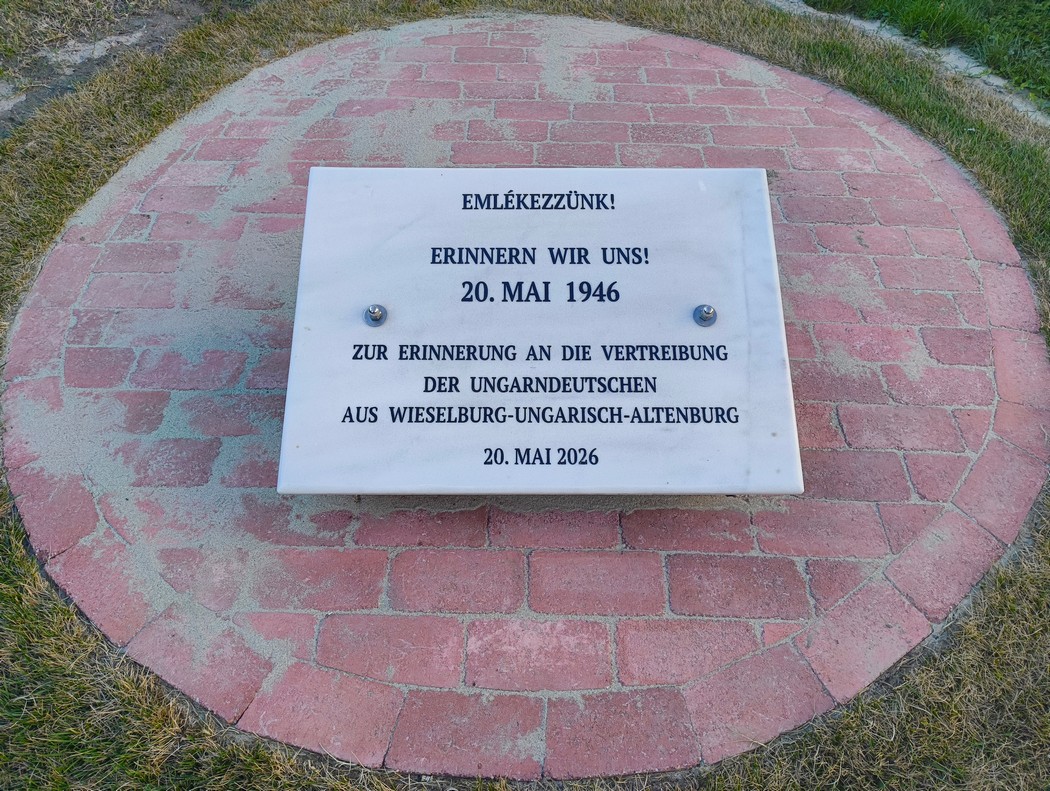 EMLÉKEZZÜNK!
ERINNERN WIR UNS!
20. MAI 1946
ZUR ERINNERUNG AN DIE VERTREIBUNG
DER UNGARNDEUTSCHEN
AUS WIESELBURG-UNGARISCH-ALTENBURG
20. MAI 2026